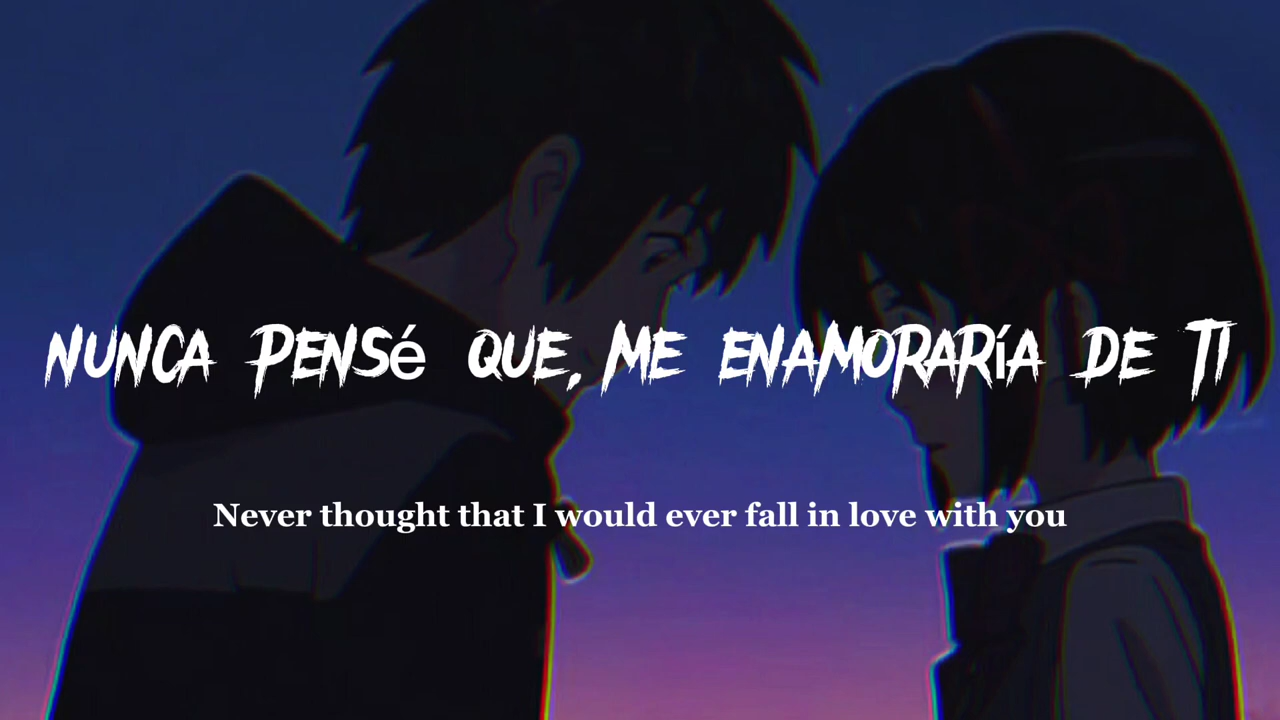 NUNCA PENSé QUE, ME ENAMORARíA DE TI
Never thought that I would ever fall in love with you